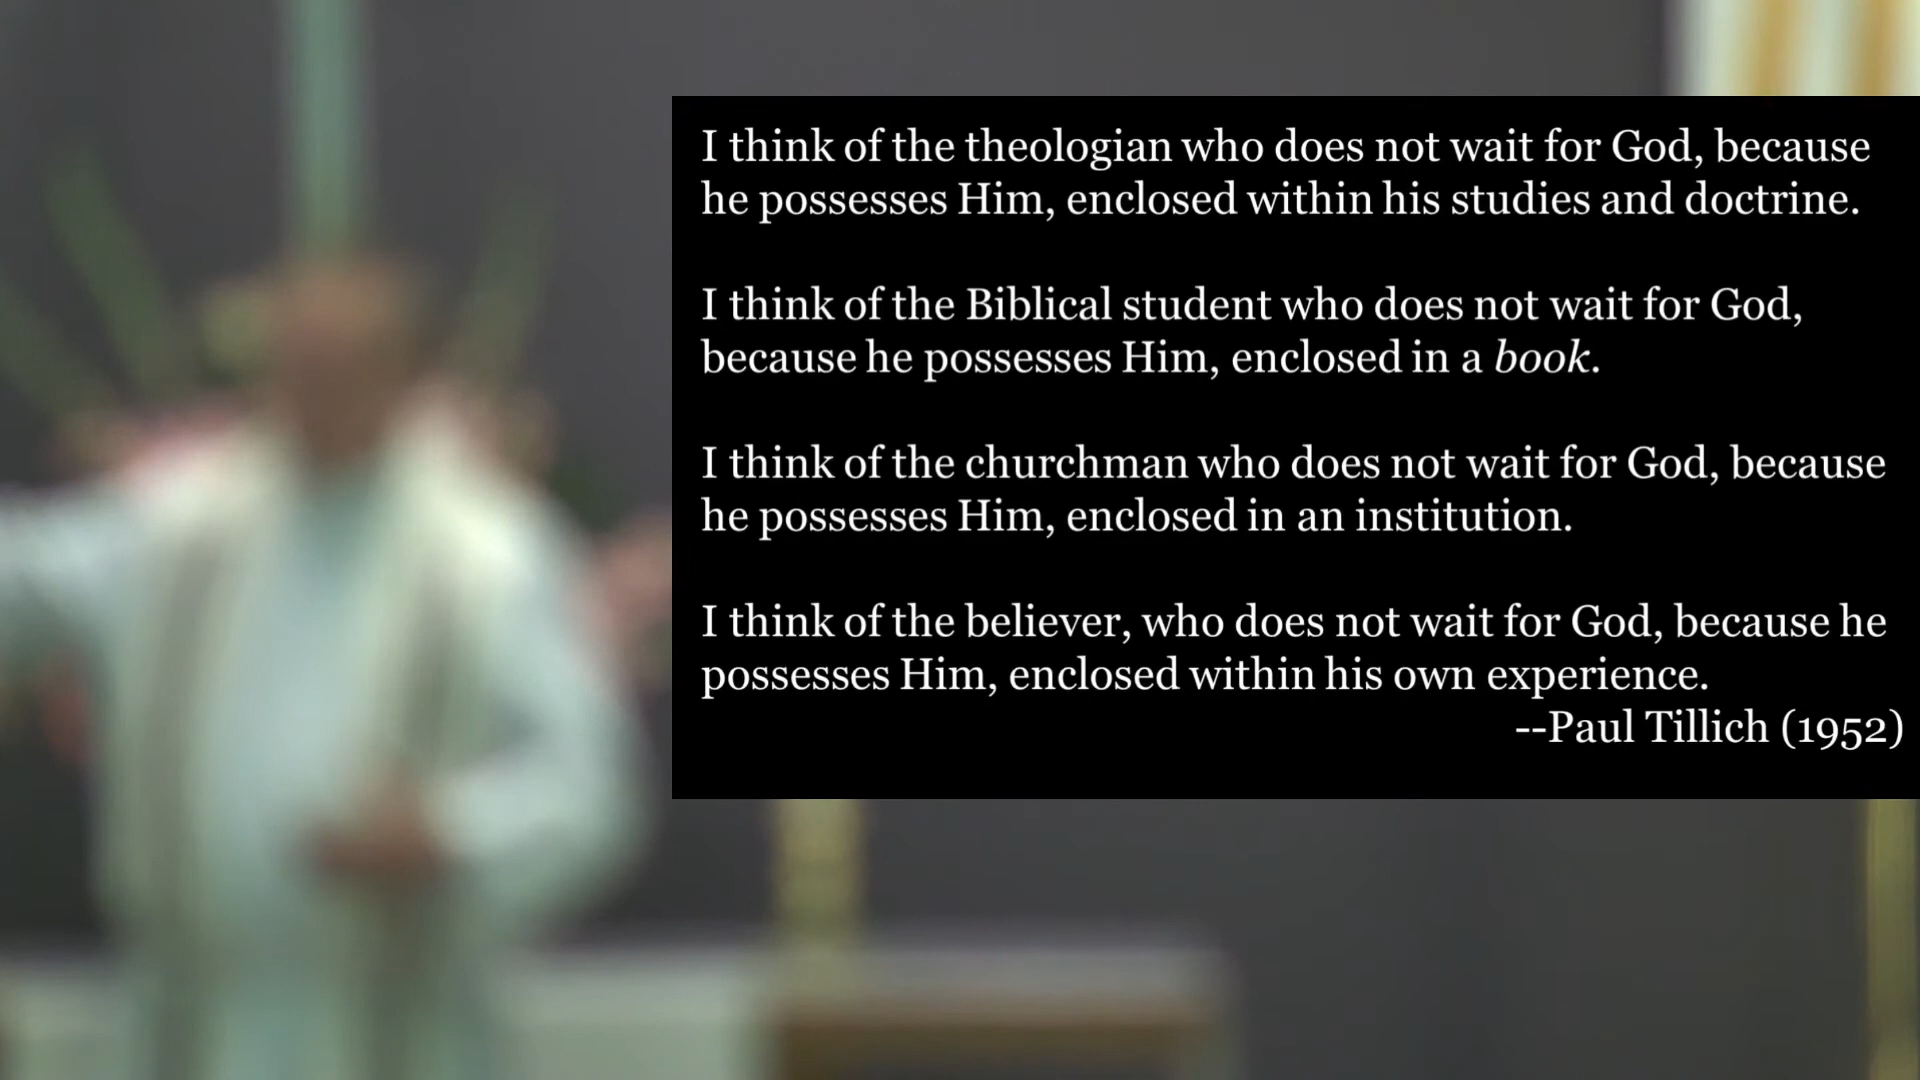 I think of the theologian who does not wait for God, because
he possesses Him, enclosed within his studies and doctrine.
I think of the Biblical student who does not wait for God,
because he possesses Him, enclosed in a book.
I think of the churchman who does not wait for God, because
he possesses Him, enclosed in an institution.
I think of the believer, who does not wait for God, because he
possesses Him, enclosed within his own experience.
--Paul Tillich (1952)